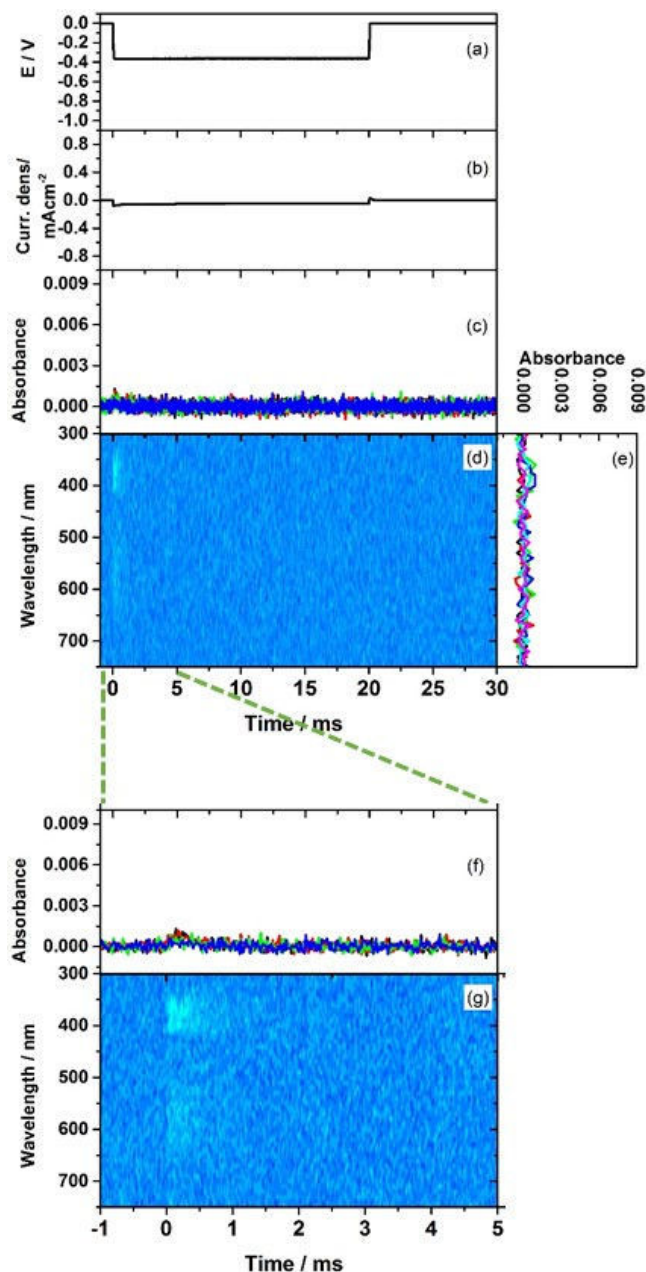 0.0
-0.2
-0.4
-0.6
-0.8
-1.0
E / V
(a)
0.8
0.4
0.0
-0.4
-0.8
Curr. dens/
mAcm-2
(b)
0.009
0.006
0.003
0.000
Absorbance
(c)
Absorbance
0.000
0.003
0.006
0.009
300
400
500
600
700
Wavelength / nm
(d)
(e)
0 5 10 15 20 25 30
Time / ms
0.009
0.006
0.003
0.000
Absorbance
(f)
300
400
500
600
700
Wavelength / nm
(g)
-1 0 1 2 3 4 5
Time / ms